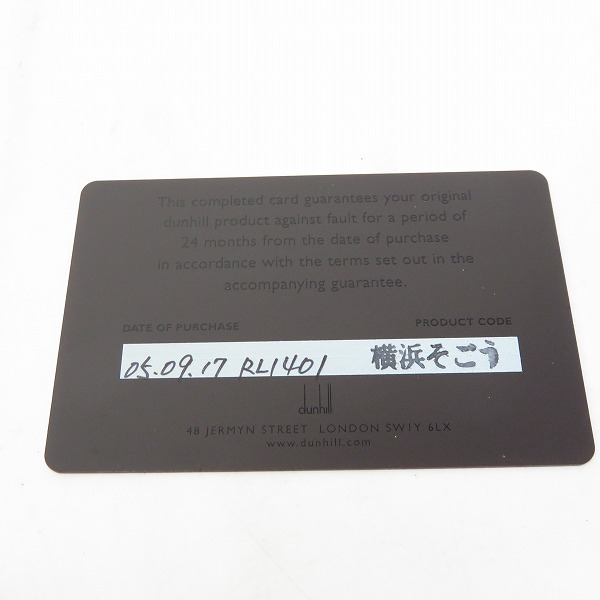 This completed card guarantees your original
dunhill product against fault for a period of
24 months from the date of purchase
in accordance with the terms set out in the
accompanying guarantee.
DATE OF PURCHASE PRODUCT CODE
05.09.17 RL1401 横浜そごう
dunhill
48 JERMYN STREET LONDON SW1Y 6LX
www.dunhill.com